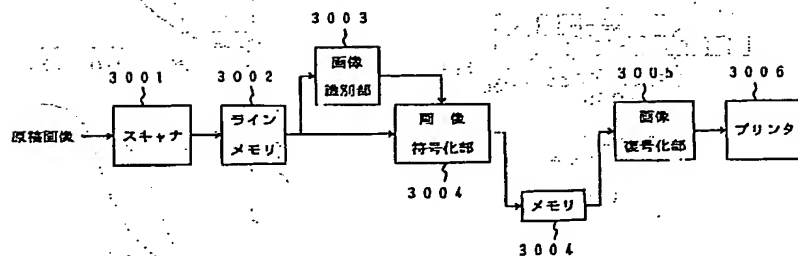 3003
3001
3002
画像
識別部
3005
3006
原稿画像
スキャナ
ライン
メモリ
画像
符号化部
画像
復号化部
プリンタ
3004
メモリ
3004